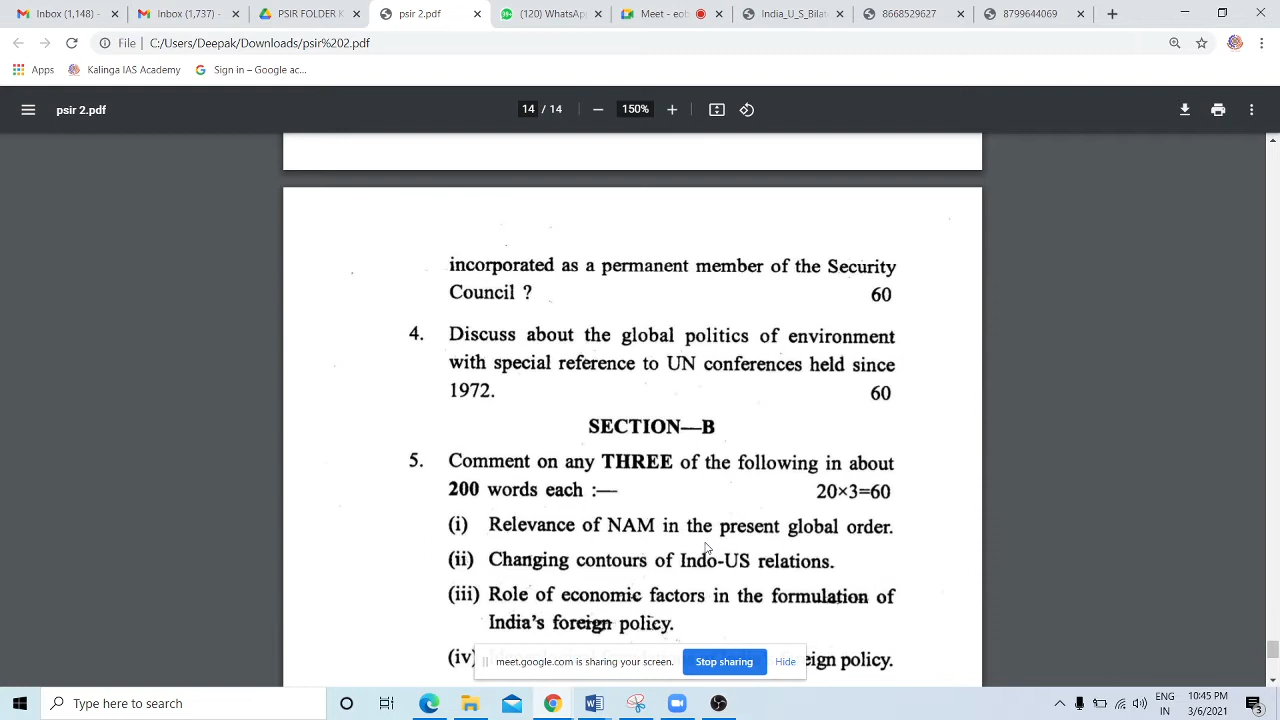 Inbox (148) -
Inbox (1,737) -
PSIR FOLDER
psir 2.pdf
(120) WhatsApp
Meet - eo
India_U_S_Bilat
8668529627
8799644069
File | C:/Users/Deepak/Downloads/psir%202.pdf
Apps Kalinga IAS Academy Sign in – Google ac...
psir 2.pdf 14 / 14 150%
incorporated as a permanent member of the Security
Council ? 60
4. Discuss about the global politics of environment
with special reference to UN conferences held since
1972. 60
SECTION—B
5. Comment on any THREE of the following in about
200 words each :— 20×3=60
(i) Relevance of NAM in the present global order.
(ii) Changing contours of Indo-US relations.
(iii) Role of economic factors in the formulation of
India's foreign policy.
(iv) eign policy.
meet.google.com is sharing your screen. Stop sharing Hide
Type here to search
ENG 10:45 PM
IN 3/6/2021
3